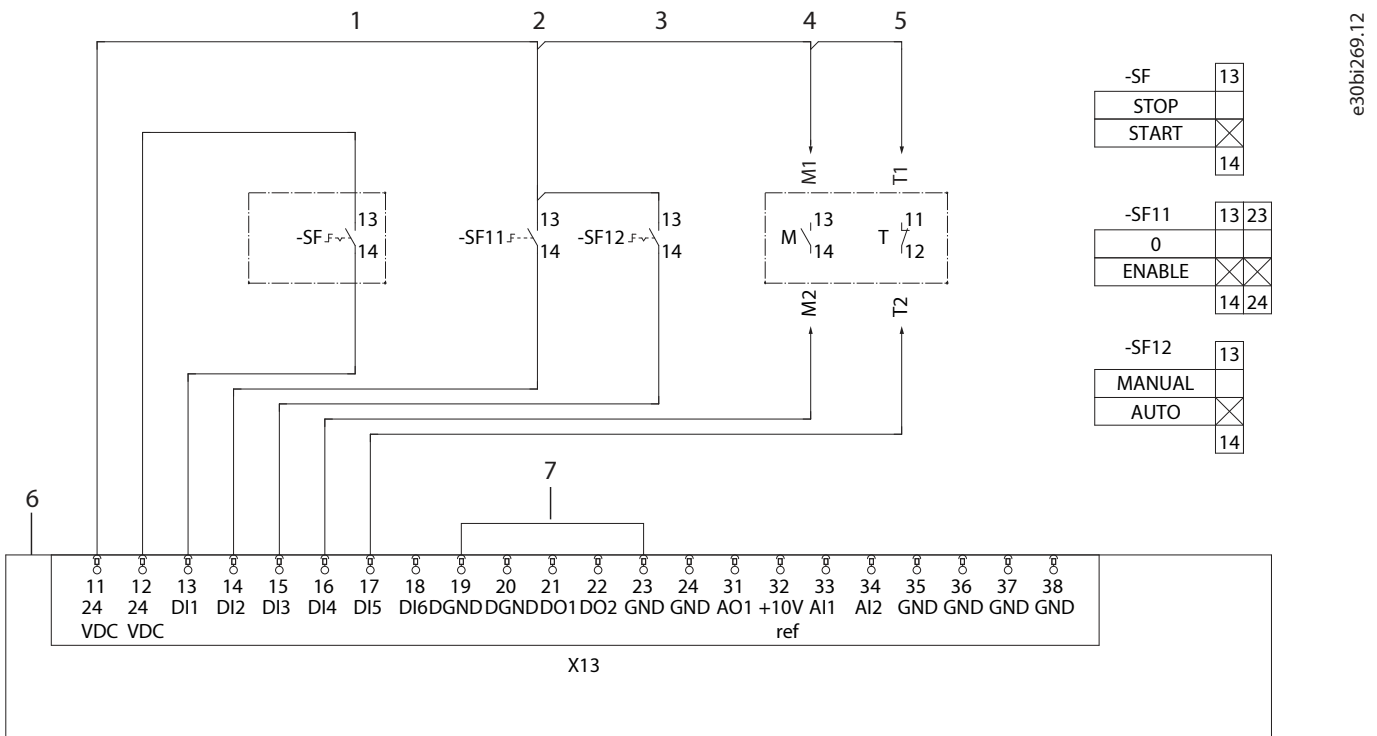 1 2 3 4 5
e30bi269.12
-SF 13
STOP
START
14
-SF11 13 23
0
ENABLE
14 24
-SF12 13
MANUAL
AUTO
14
M1 T1
13 13 13 13 11
-SF -SF11 -SF12 M T
14 14 14 14 12
M2 T2
7
6
11 12 13 14 15 16 17 18 19 20 21 22 23 24 31 32 33 34 35 36 37 38
24 24 DI1 DI2 DI3 DI4 DI5 DI6 DGND DGND DO1 DO2 GND GND AO1 +10V AI1 AI2 GND GND GND GND
VDC VDC ref
X13